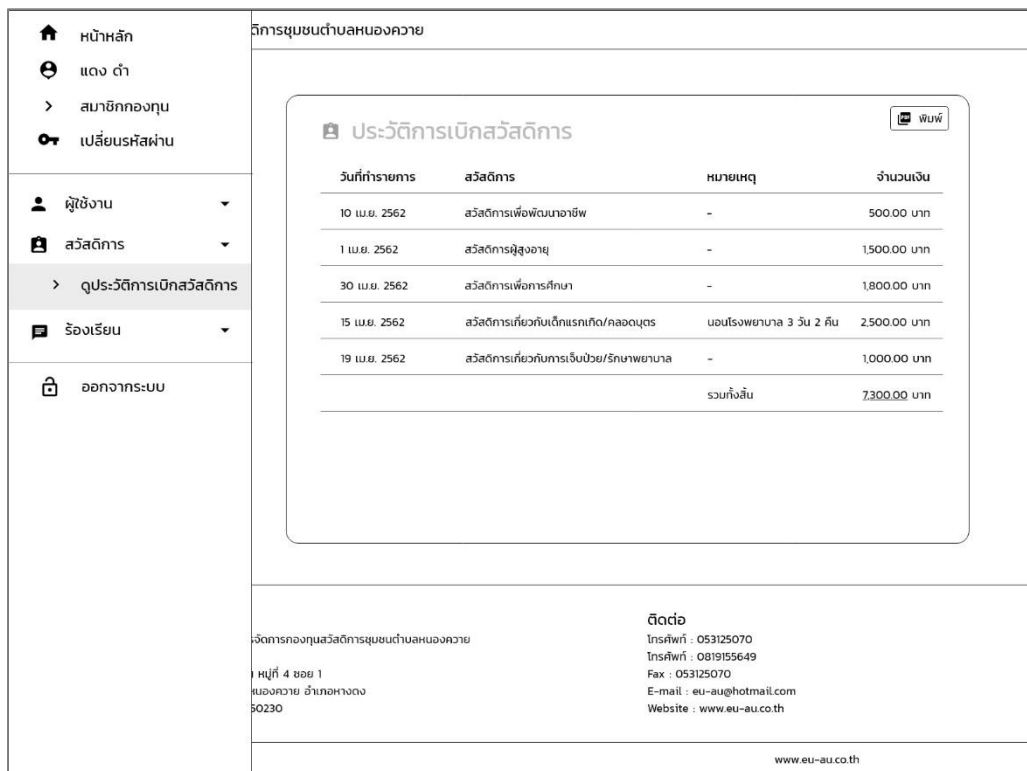 หน้าหลัก
แดง ดำ
สมาชิกกองทุน
เปลี่ยนรหัสผ่าน
ผู้ใช้งาน
สวัสดิการ
ดูประวัติการเบิกสวัสดิการ
ร้องเรียน
ออกจากระบบ
ดิการชุมชนตำบลหนองควาย
ประวัติการเบิกสวัสดิการ
PDF พิมพ์
วันที่ทำรายการ สวัสดิการ หมายเหตุ จำนวนเงิน
10 เม.ย. 2562 สวัสดิการเพื่อพัฒนาอาชีพ - 500.00 บาท
1 เม.ย. 2562 สวัสดิการผู้สูงอายุ - 1,500.00 บาท
30 เม.ย. 2562 สวัสดิการเพื่อการศึกษา - 1,800.00 บาท
15 เม.ย. 2562 สวัสดิการเกี่ยวกับเด็กแรกเกิด/คลอดบุตร นอนโรงพยาบาล 3 วัน 2 คืน 2,500.00 บาท
19 เม.ย. 2562 สวัสดิการเกี่ยวกับการเจ็บป่วย/รักษาพยาบาล - 1,000.00 บาท
รวมทั้งสิ้น 7,300.00 บาท
จัดการกองทุนสวัสดิการชุมชนตำบลหนองควาย
หมู่ที่ 4 ซอย 1
หนองควาย อำเภอหางดง
50230
ติดต่อ
โทรศัพท์ : 053125070
โทรศัพท์ : 0819155649
Fax : 053125070
E-mail : eu-au@hotmail.com
Website : www.eu-au.co.th
www.eu-au.co.th